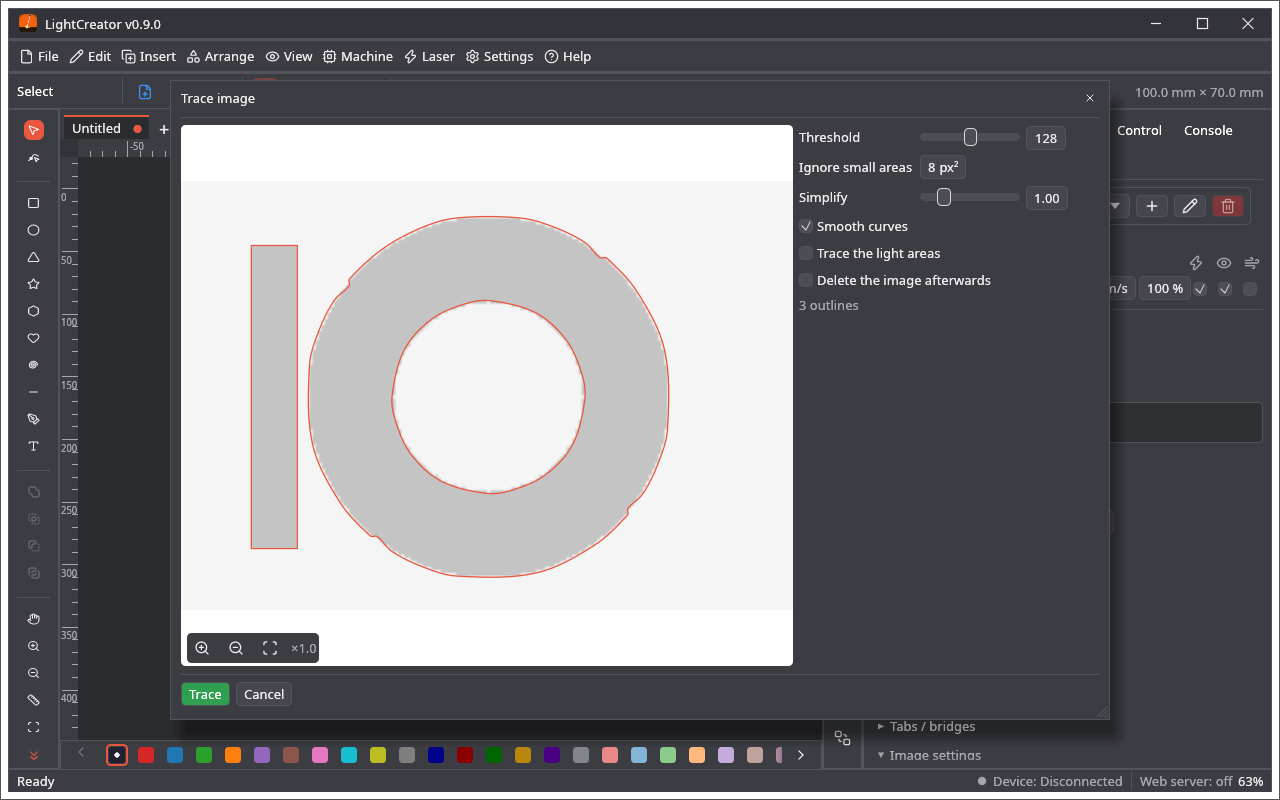 LightCreator v0.9.0
File Edit Insert Arrange View Machine Laser Settings Help
Select
100.0 mm × 70.0 mm
Trace image
Untitled
Control Console
-50
0
50
100
150
200
250
300
350
400
Threshold 128
Ignore small areas 8 px²
Simplify 1.00
Smooth curves
Trace the light areas
Delete the image afterwards
3 outlines
100 %
×1.0
Trace Cancel
Tabs / bridges
Image settings
Ready
Device: Disconnected
Web server: off 63%